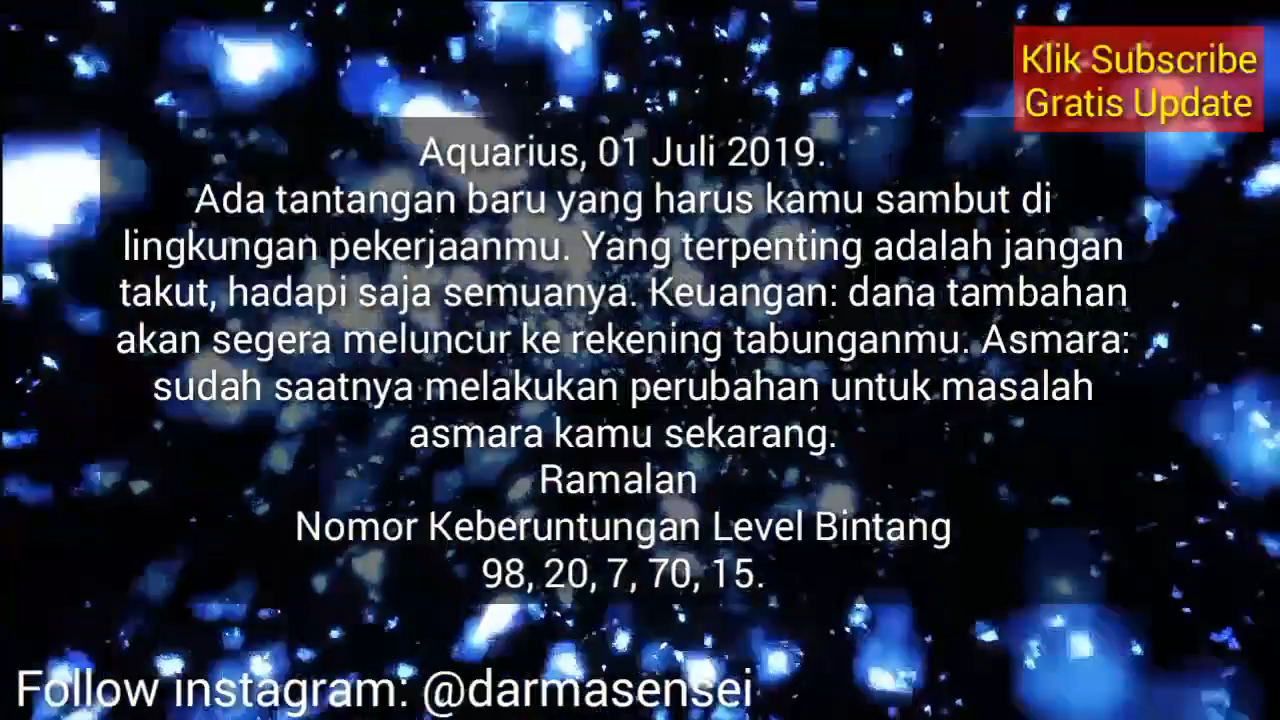 Klik Subscribe
Gratis Update
Aquarius, 01 Juli 2019.
Ada tantangan baru yang harus kamu sambut di
lingkungan pekerjaanmu. Yang terpenting adalah jangan
takut, hadapi saja semuanya. Keuangan: dana tambahan
akan segera meluncur ke rekening tabunganmu. Asmara:
sudah saatnya melakukan perubahan untuk masalah
asmara kamu sekarang.
Ramalan
Nomor Keberuntungan Level Bintang
98, 20, 7, 70, 15.
Follow instagram: @darmasensei